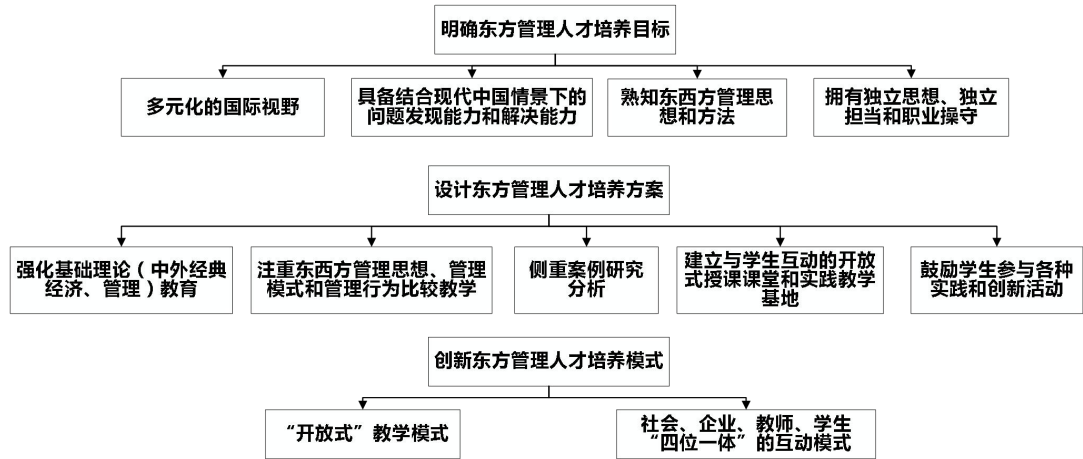 明确东方管理人才培养目标
多元化的国际视野
具备结合现代中国情景下的
问题发现能力和解决能力
熟知东西方管理思
想和方法
拥有独立思想、独立
担当和职业操守
设计东方管理人才培养方案
强化基础理论（中外经典
经济、管理）教育
注重东西方管理思想、管理
模式和管理行为比较教学
侧重案例研究
分析
建立与学生互动的开放
式授课课堂和实践教学
基地
鼓励学生参与各种
实践和创新活动
创新东方管理人才培养模式
“开放式”教学模式
社会、企业、教师、学生
“四位一体”的互动模式